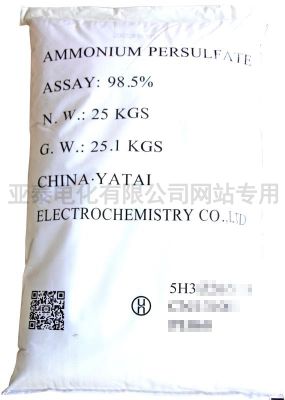 AMMONIUM PERSULFATE
ASSAY: 98.5%
N. W.: 25 KGS
G. W.: 25.1 KGS
CHINA·YATAI
亚泰电化有限公司网站专用
ELECTROCHEMISTRY CO.,LTD
5H3